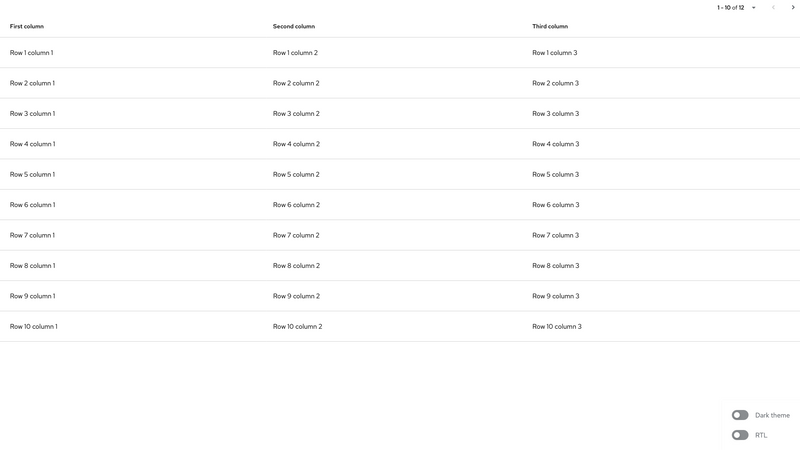 1 - 10 of 12
First column Second column Third column
Row 1 column 1 Row 1 column 2 Row 1 column 3
Row 2 column 1 Row 2 column 2 Row 2 column 3
Row 3 column 1 Row 3 column 2 Row 3 column 3
Row 4 column 1 Row 4 column 2 Row 4 column 3
Row 5 column 1 Row 5 column 2 Row 5 column 3
Row 6 column 1 Row 6 column 2 Row 6 column 3
Row 7 column 1 Row 7 column 2 Row 7 column 3
Row 8 column 1 Row 8 column 2 Row 8 column 3
Row 9 column 1 Row 9 column 2 Row 9 column 3
Row 10 column 1 Row 10 column 2 Row 10 column 3
Dark theme
RTL